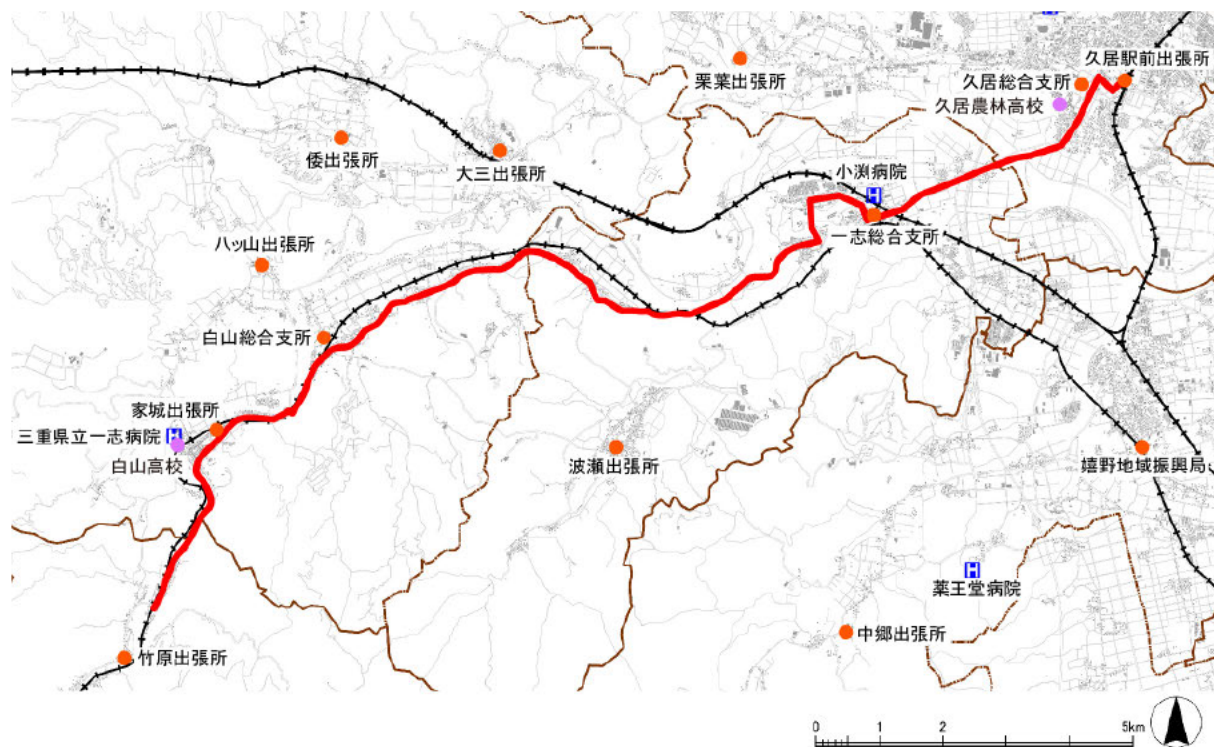 久居駅前出張所
栗葉出張所
久居総合支所
久居農林高校
倭出張所
大三出張所
小渕病院
H
一志総合支所
八ッ山出張所
白山総合支所
家城出張所
三重県立一志病院 H
白山高校
波瀬出張所
嬉野地域振興局
H
薬王堂病院
中郷出張所
竹原出張所
0 1 2 5km